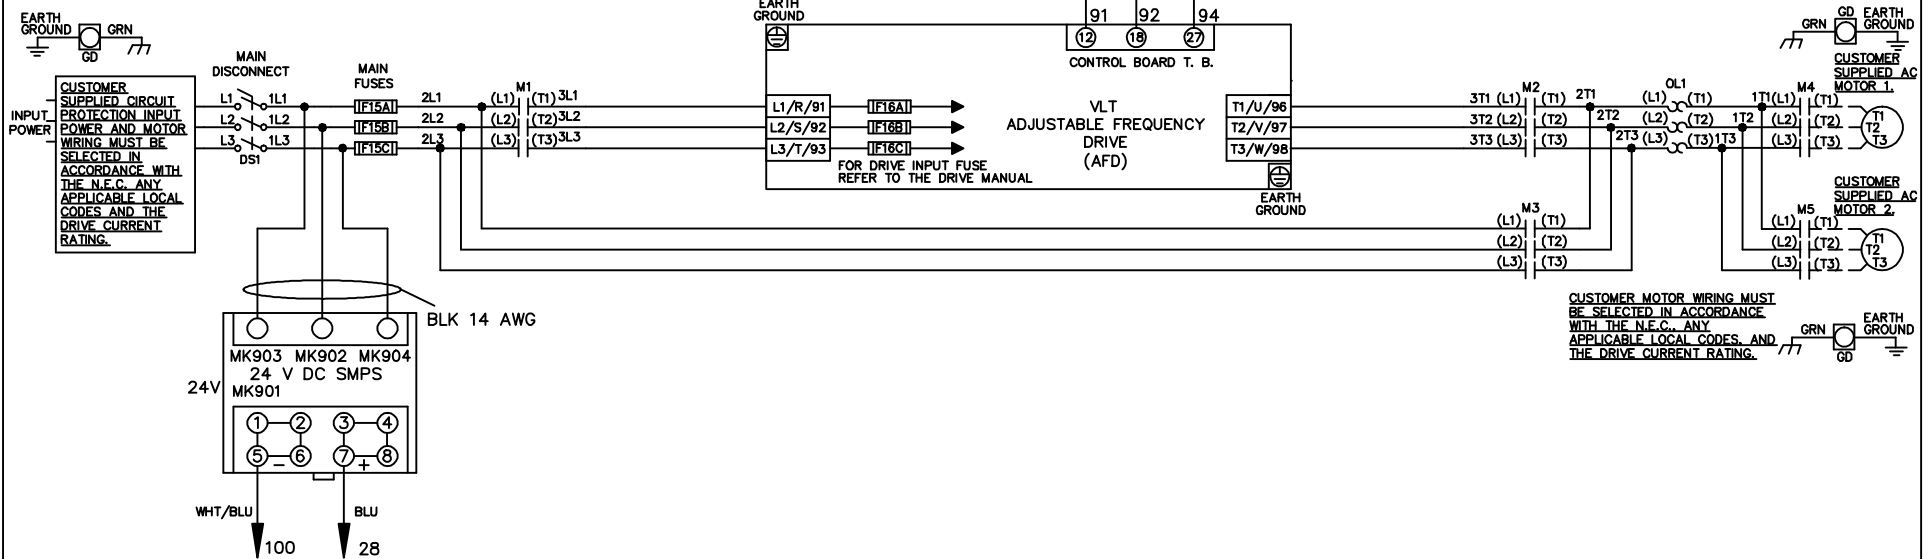 EARTH
GROUND
GRN
GD
EARTH
GROUND
91 92 94
12 18 27
CONTROL BOARD T. B.
GD
GRN
EARTH
GROUND
INPUT
POWER
CUSTOMER
SUPPLIED CIRCUIT
PROTECTION INPUT
POWER AND MOTOR
WIRING MUST BE
SELECTED IN
ACCORDANCE WITH
THE N.E.C. ANY
APPLICABLE LOCAL
CODES AND THE
DRIVE CURRENT
RATING.
MAIN
DISCONNECT
L1 1L1
L2 1L2
L3 1L3
DS1
MAIN
FUSES
F15A
F15B
F15C
2L1
2L2
2L3
M1
(L1) (T1) 3L1
(L2) (T2) 3L2
(L3) (T3) 3L3
L1/R/91
L2/S/92
L3/T/93
F16A
F16B
F16C
FOR DRIVE INPUT FUSE
REFER TO THE DRIVE MANUAL
VLT
ADJUSTABLE FREQUENCY
DRIVE
(AFD)
T1/U/96
T2/V/97
T3/W/98
EARTH
GROUND
M2
3T1 (L1) (T1) 2T1
3T2 (L2) (T2) 2T2
3T3 (L3) (T3) 2T3
OL1
(L1) (T1) 1T1
(L2) (T2) 1T2
(L3) (T3) 1T3
M4
(L1) (T1)
(L2) (T2)
(L3) (T3)
CUSTOMER
SUPPLIED AC
MOTOR 1.
T1
T2
T3
M3
(L1) (T1)
(L2) (T2)
(L3) (T3)
M5
(L1) (T1)
(L2) (T2)
(L3) (T3)
CUSTOMER
SUPPLIED AC
MOTOR 2.
T1
T2
T3
CUSTOMER MOTOR WIRING MUST
BE SELECTED IN ACCORDANCE
WITH THE N.E.C., ANY
APPLICABLE LOCAL CODES, AND
THE DRIVE CURRENT RATING.
GRN
GD
EARTH
GROUND
BLK 14 AWG
MK903 MK902 MK904
24 V DC SMPS
24V
MK901
1 2 3 4
5 6 7 8
- +
WHT/BLU
BLU
100
28